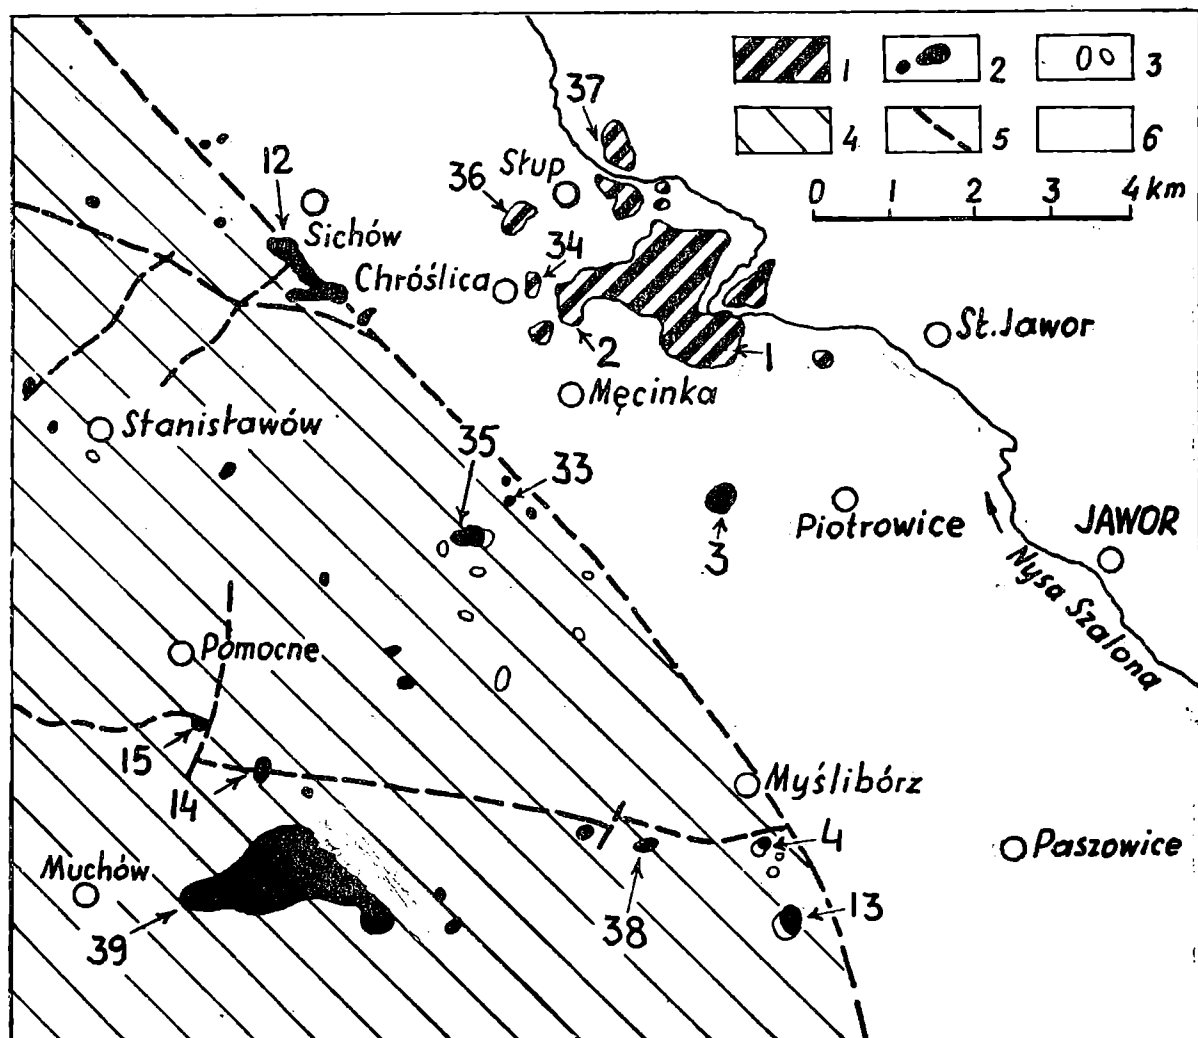 1 2 3
4 5 6
0 1 2 3 4 km
37
Słup
36
12
Sichów
34
Chróślica
St. Jawor
2
1
Męcinka
Stanisławów
35
33
3
Piotrowice
JAWOR
Nysa Szalona
Pomocne
15
14
Myślibórz
4
Paszowice
Muchów
13
38
39